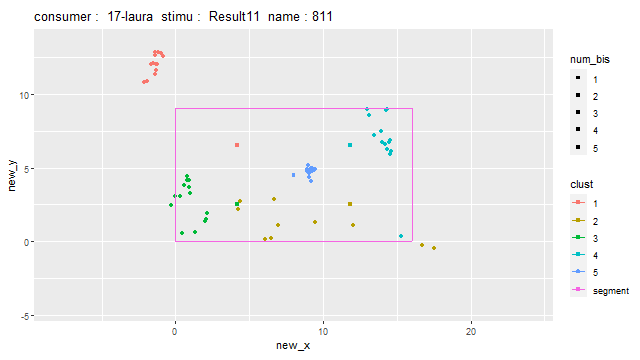 consumer :  17-laura  stimu :  Result11  name : 811
new_y
10
5
0
-5
0
10
20
new_x
num_bis
1
2
3
4
5
clust
1
2
3
4
5
segment